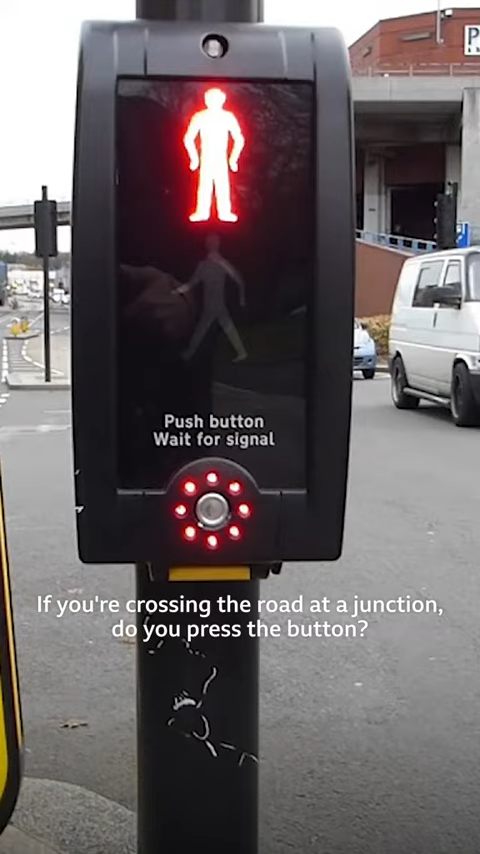 Push button
Wait for signal
If you're crossing the road at a junction,
do you press the button?